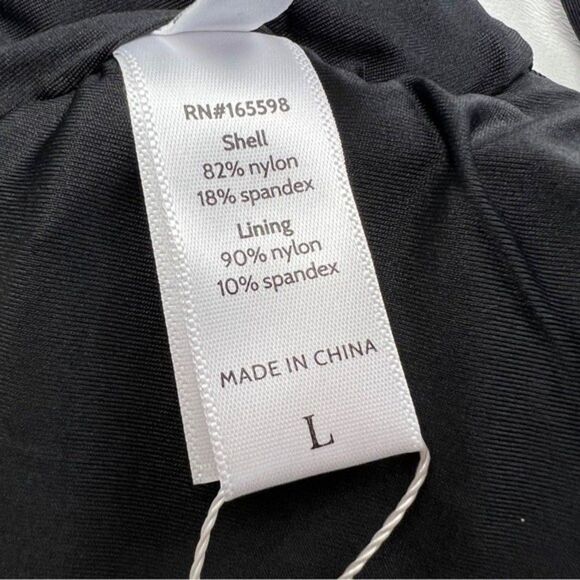 RN#165598
Shell
82% nylon
18% spandex
Lining
90% nylon
10% spandex
MADE IN CHINA
L